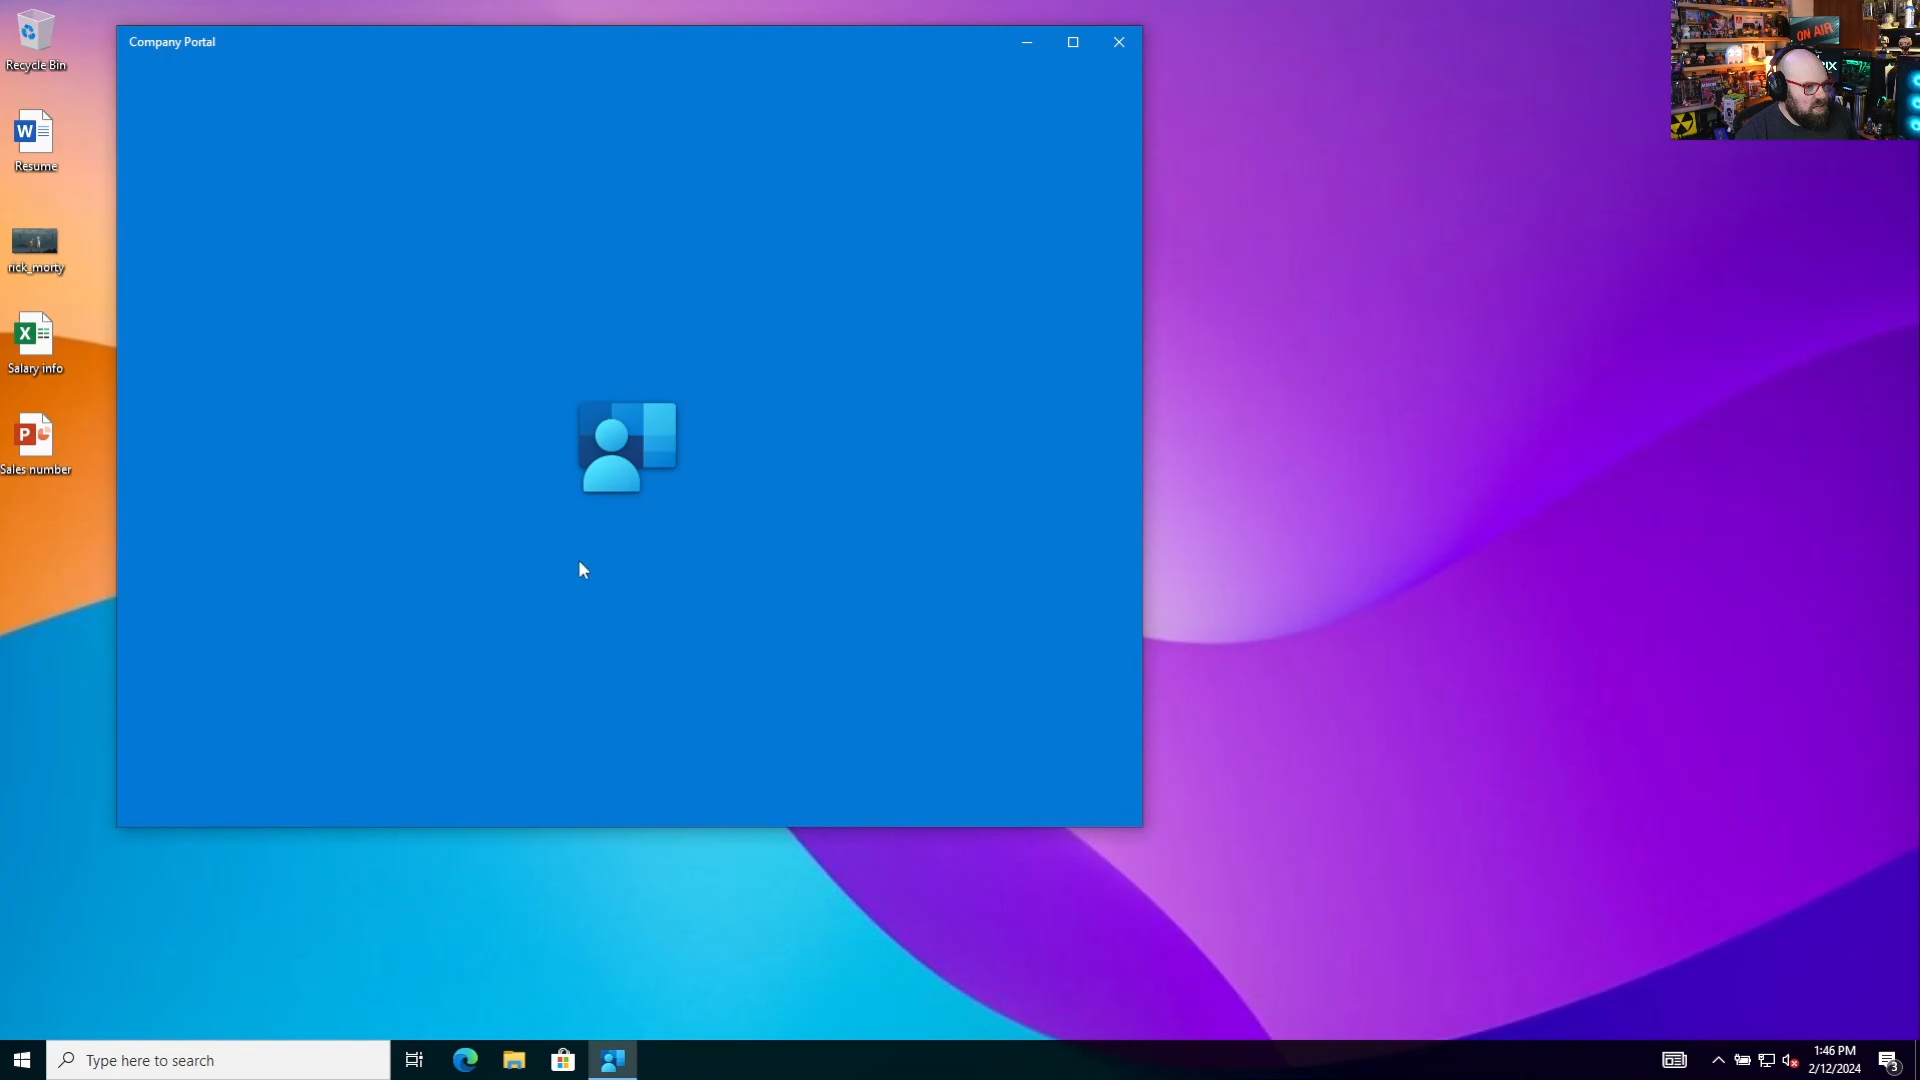 Company Portal
ON AIR
Recycle Bin
W
Resume
rick_morty
X
Salary info
P
Sales number
Type here to search
1:46 PM
2/12/2024
3